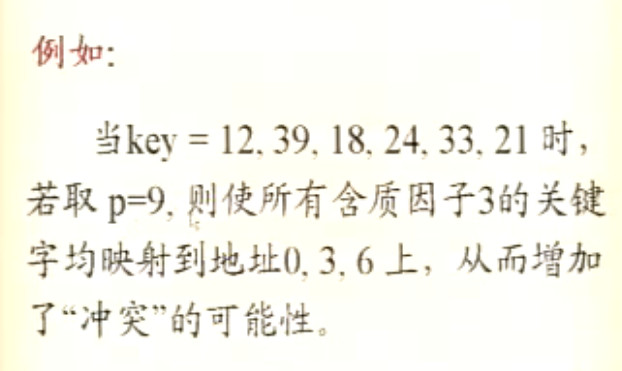 例如:
当key = 12, 39, 18, 24, 33, 21 时，
若取 p=9, 则使所有含质因子3的关键
字均映射到地址0, 3, 6 上，从而增加
了“冲突”的可能性。